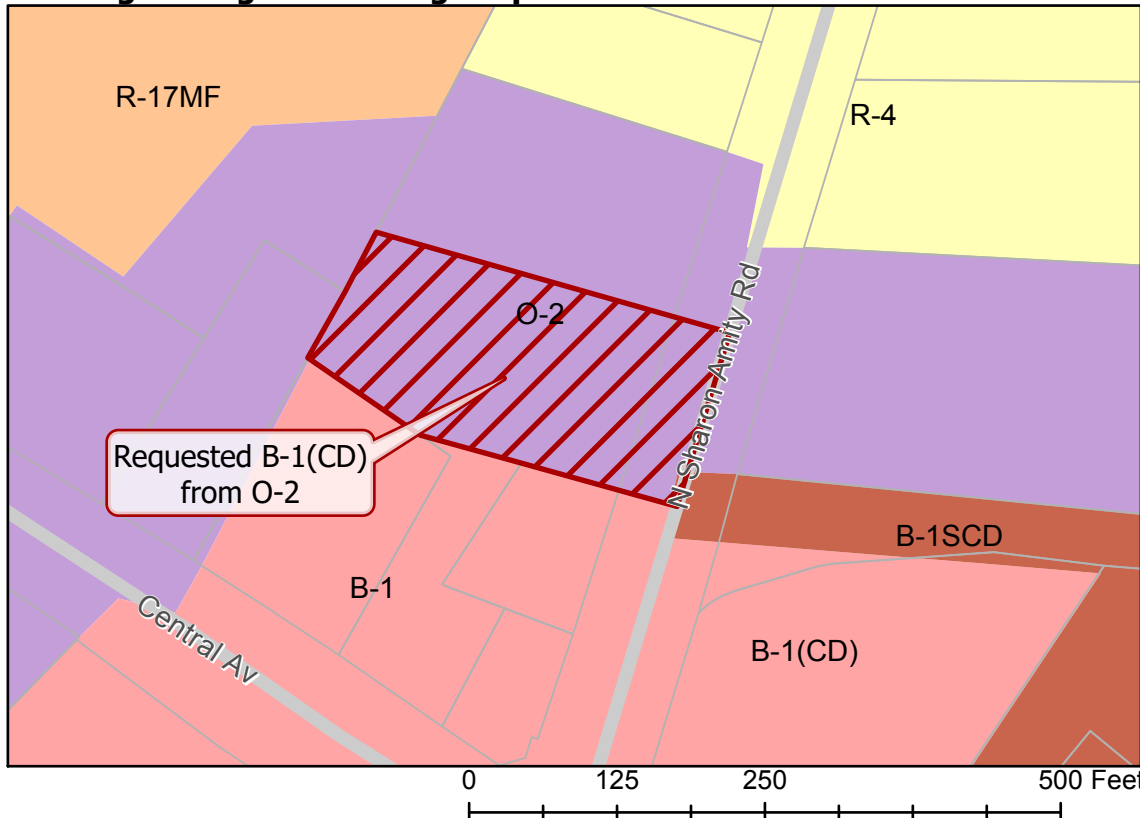 R-17MF
R-4
O-2
N Sharon Amity Rd
Requested B-1(CD)
from O-2
B-1SCD
B-1
Central Av
B-1(CD)
0 125 250 500 Feet